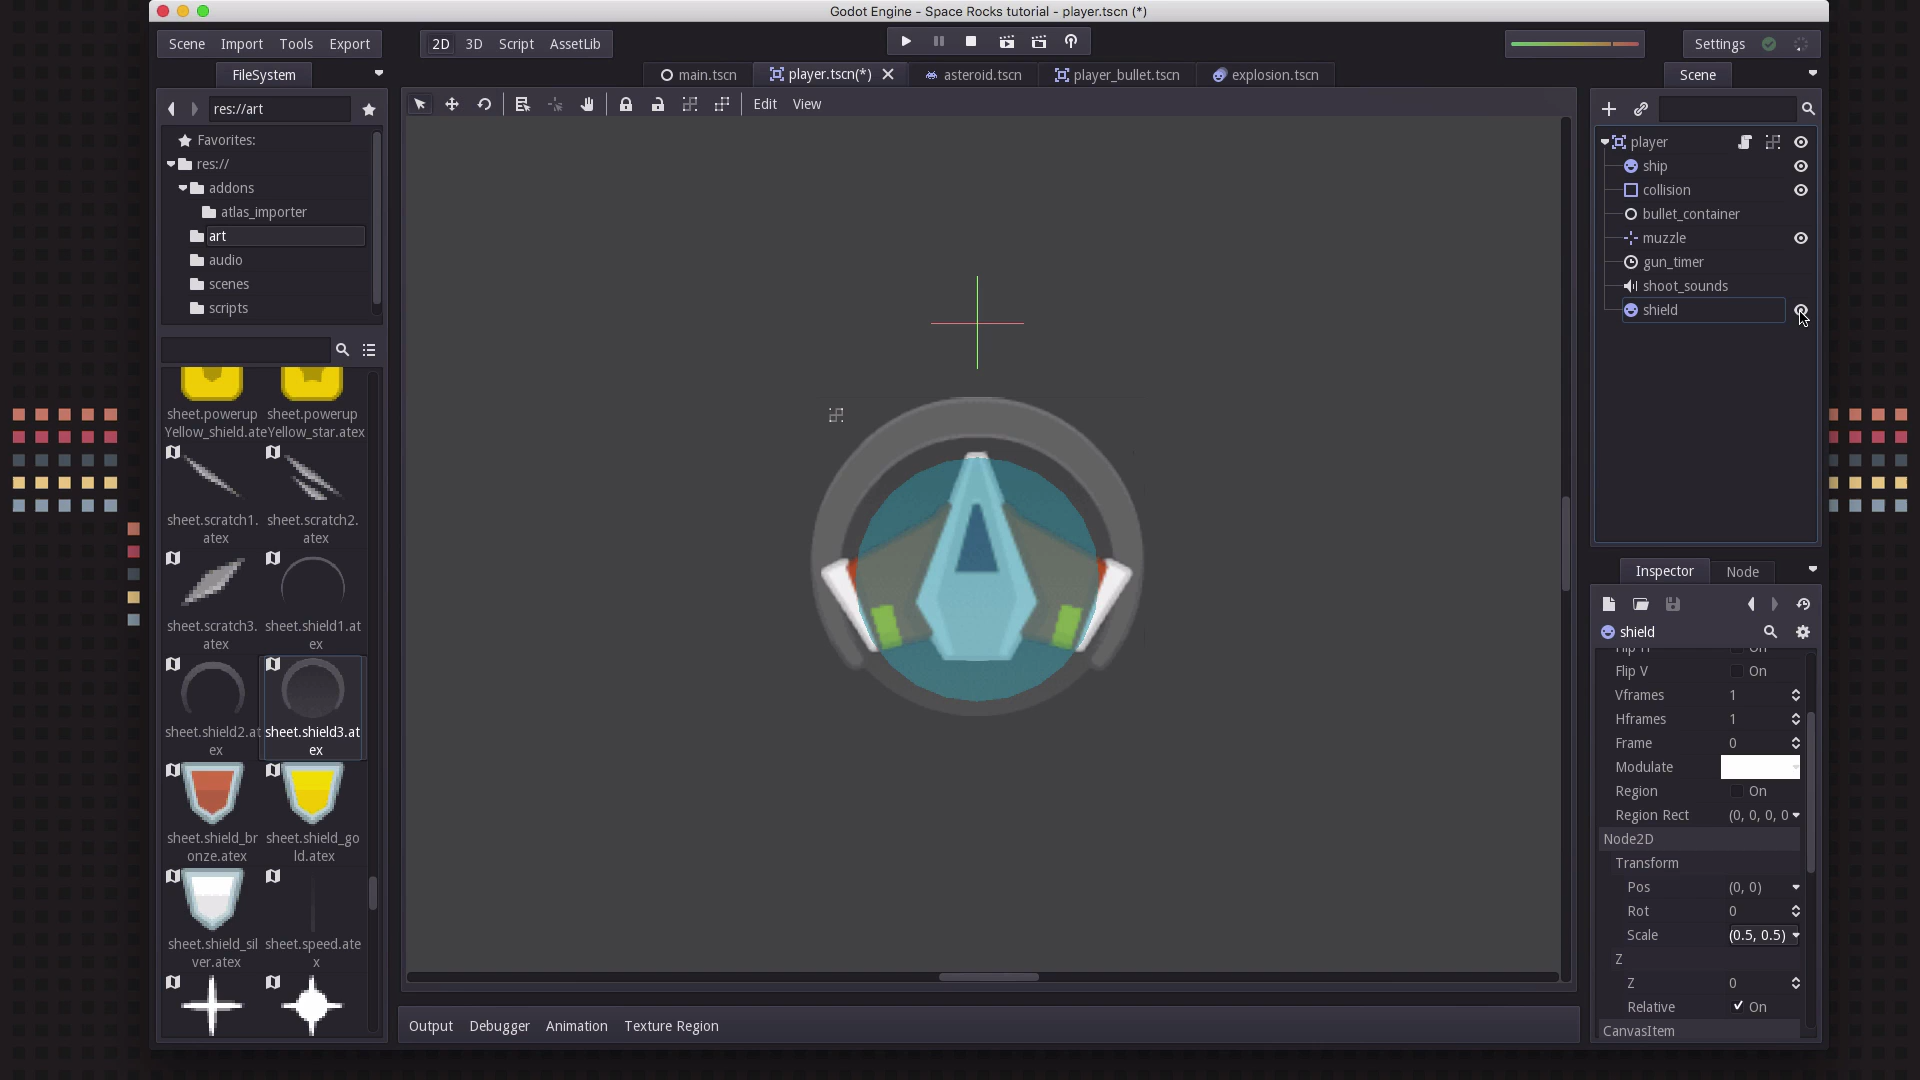 Godot Engine - Space Rocks tutorial - player.tscn (*)
Scene Import Tools Export
2D 3D Script AssetLib
Settings
FileSystem
main.tscn
player.tscn(*)
asteroid.tscn
player_bullet.tscn
explosion.tscn
Scene
res://art
Edit View
Favorites:
res://
addons
atlas_importer
art
audio
scenes
scripts
sheet.powerup
Yellow_shield.ate
sheet.powerup
Yellow_star.atex
sheet.scratch1.
atex
sheet.scratch2.
atex
sheet.scratch3.
atex
sheet.shield1.at
ex
sheet.shield2.at
ex
sheet.shield3.at
ex
sheet.shield_br
onze.atex
sheet.shield_go
ld.atex
sheet.shield_sil
ver.atex
sheet.speed.ate
x
player
ship
collision
bullet_container
muzzle
gun_timer
shoot_sounds
shield
Inspector Node
shield
Flip V On
Vframes 1
Hframes 1
Frame 0
Modulate
Region On
Region Rect (0, 0, 0, 0
Node2D
Transform
Pos (0, 0)
Rot 0
Scale (0.5, 0.5)
Z
Z 0
Relative On
CanvasItem
Output Debugger Animation Texture Region